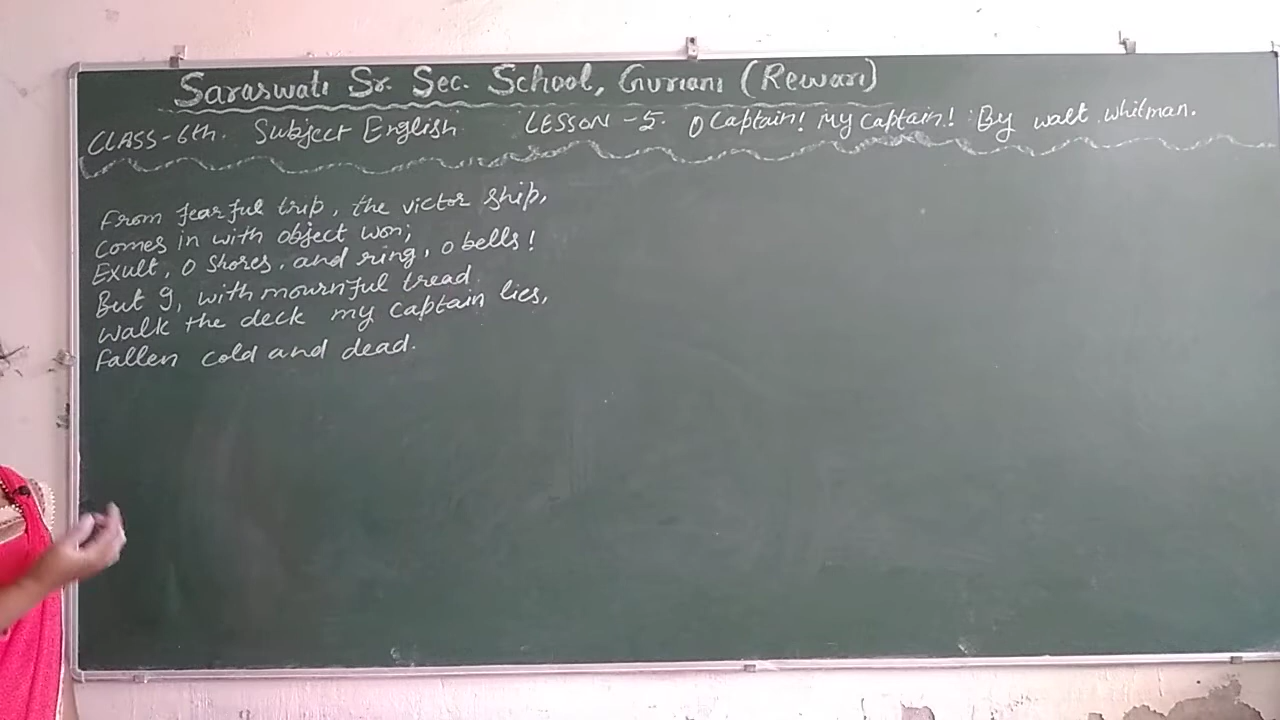 Saraswati Sr. Sec. School, Guriani (Rewari)
CLASS-6th. Subject English LESSON-5. O Captain! My Captain! : By walt whitman.
From fearful trip, the victor ship,
Comes in with object won;
Exult, O shores, and ring, O bells!
But I, with mournful tread
Walk the deck my captain lies,
Fallen cold and dead.